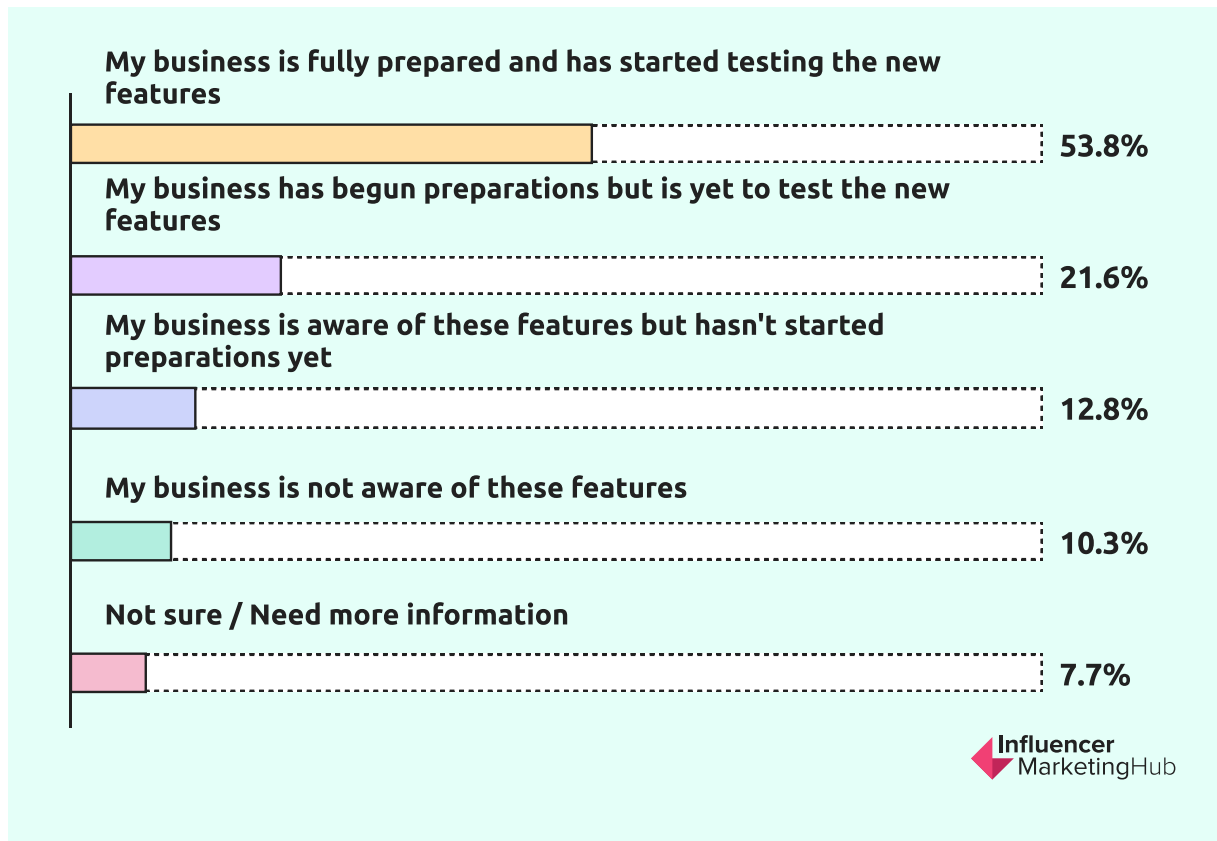 My business is fully prepared and has started testing the new
features
53.8%
My business has begun preparations but is yet to test the new
features
21.6%
My business is aware of these features but hasn't started
preparations yet
12.8%
My business is not aware of these features
10.3%
Not sure / Need more information
7.7%
Influencer
MarketingHub